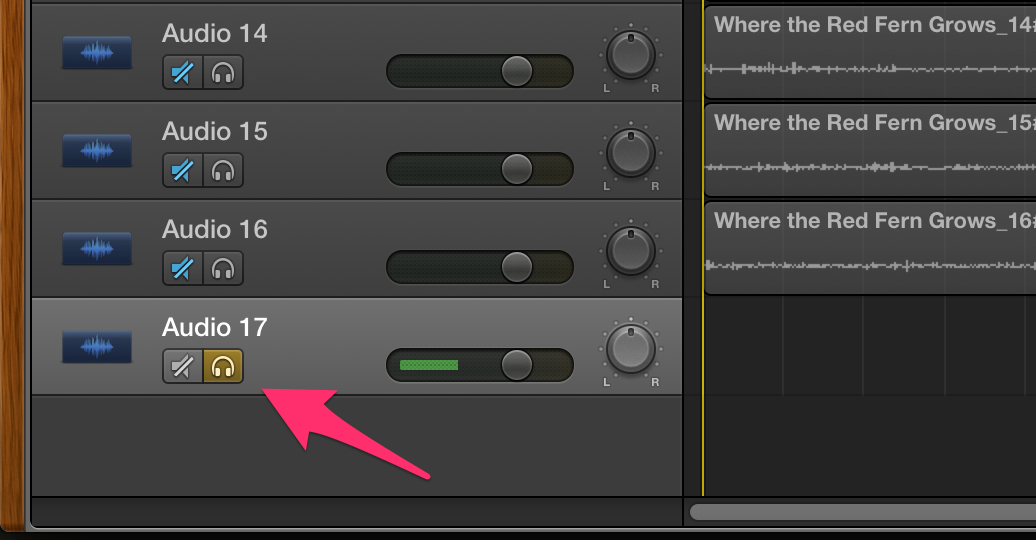 Audio 14
L R
Where the Red Fern Grows_14#
Audio 15
L R
Where the Red Fern Grows_15#
Audio 16
L R
Where the Red Fern Grows_16#
Audio 17
L R